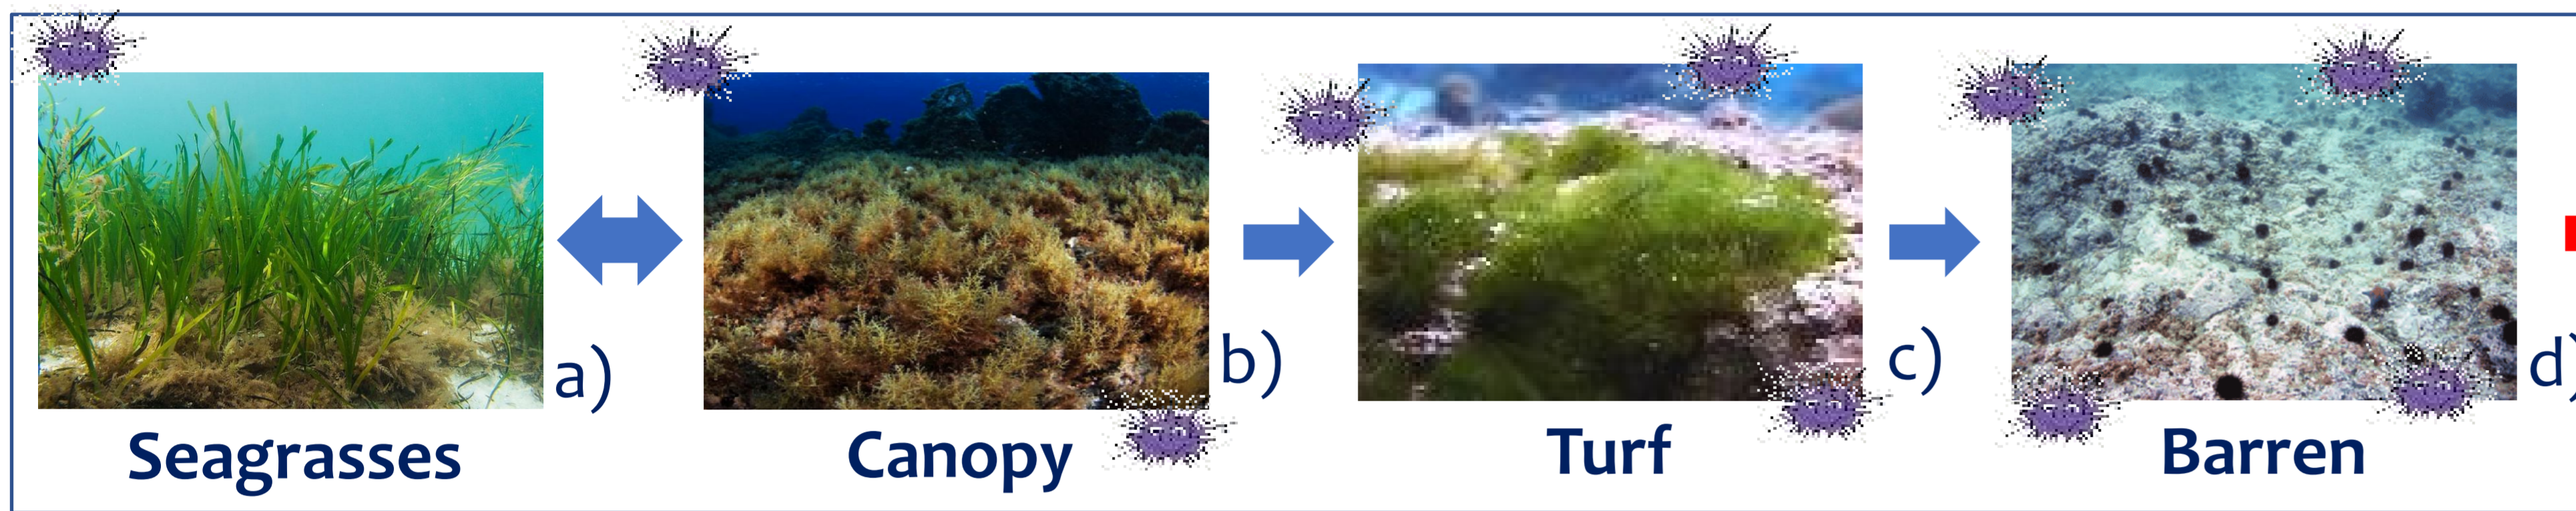 a)
b)
c)
d)
Seagrasses
Canopy
Turf
Barren